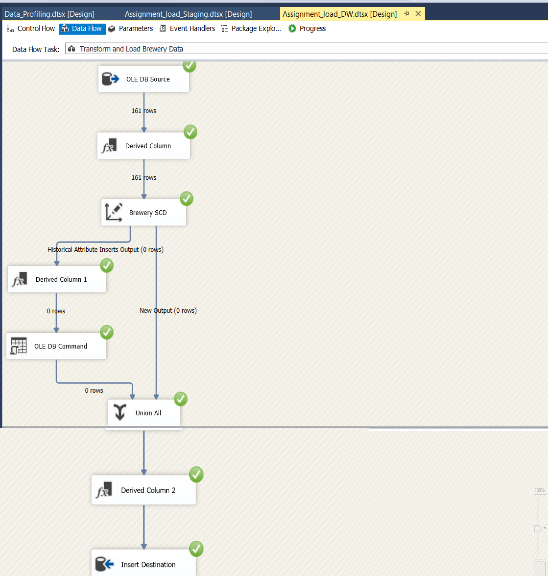 Data_Profiling.dtsx [Design]
Assignment_load_Staging.dtsx [Design]
Assignment_load_DW.dtsx [Design]
Control Flow
Data Flow
Parameters
Event Handlers
Package Explo...
Progress
Data Flow Task:
Transform and Load Brewery Data
OLE DB Source
161 rows
Derived Column
161 rows
Brewery SCD
Historical Attribute Inserts Output (0 rows)
Derived Column 1
0 rows
New Output (0 rows)
OLE DB Command
0 rows
Union All
Derived Column 2
Insert Destination